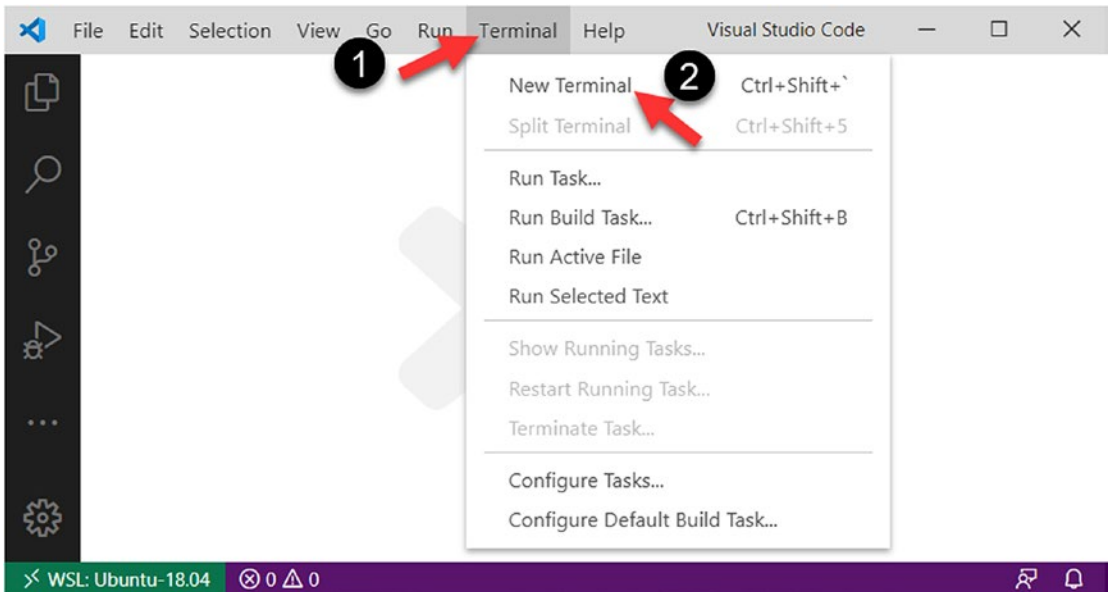 File Edit Selection View Go Run Terminal Help Visual Studio Code
1
2
New Terminal Ctrl+Shift+`
Split Terminal Ctrl+Shift+5
Run Task...
Run Build Task... Ctrl+Shift+B
Run Active File
Run Selected Text
Show Running Tasks...
Restart Running Task...
Terminate Task...
Configure Tasks...
Configure Default Build Task...
WSL: Ubuntu-18.04 0 0